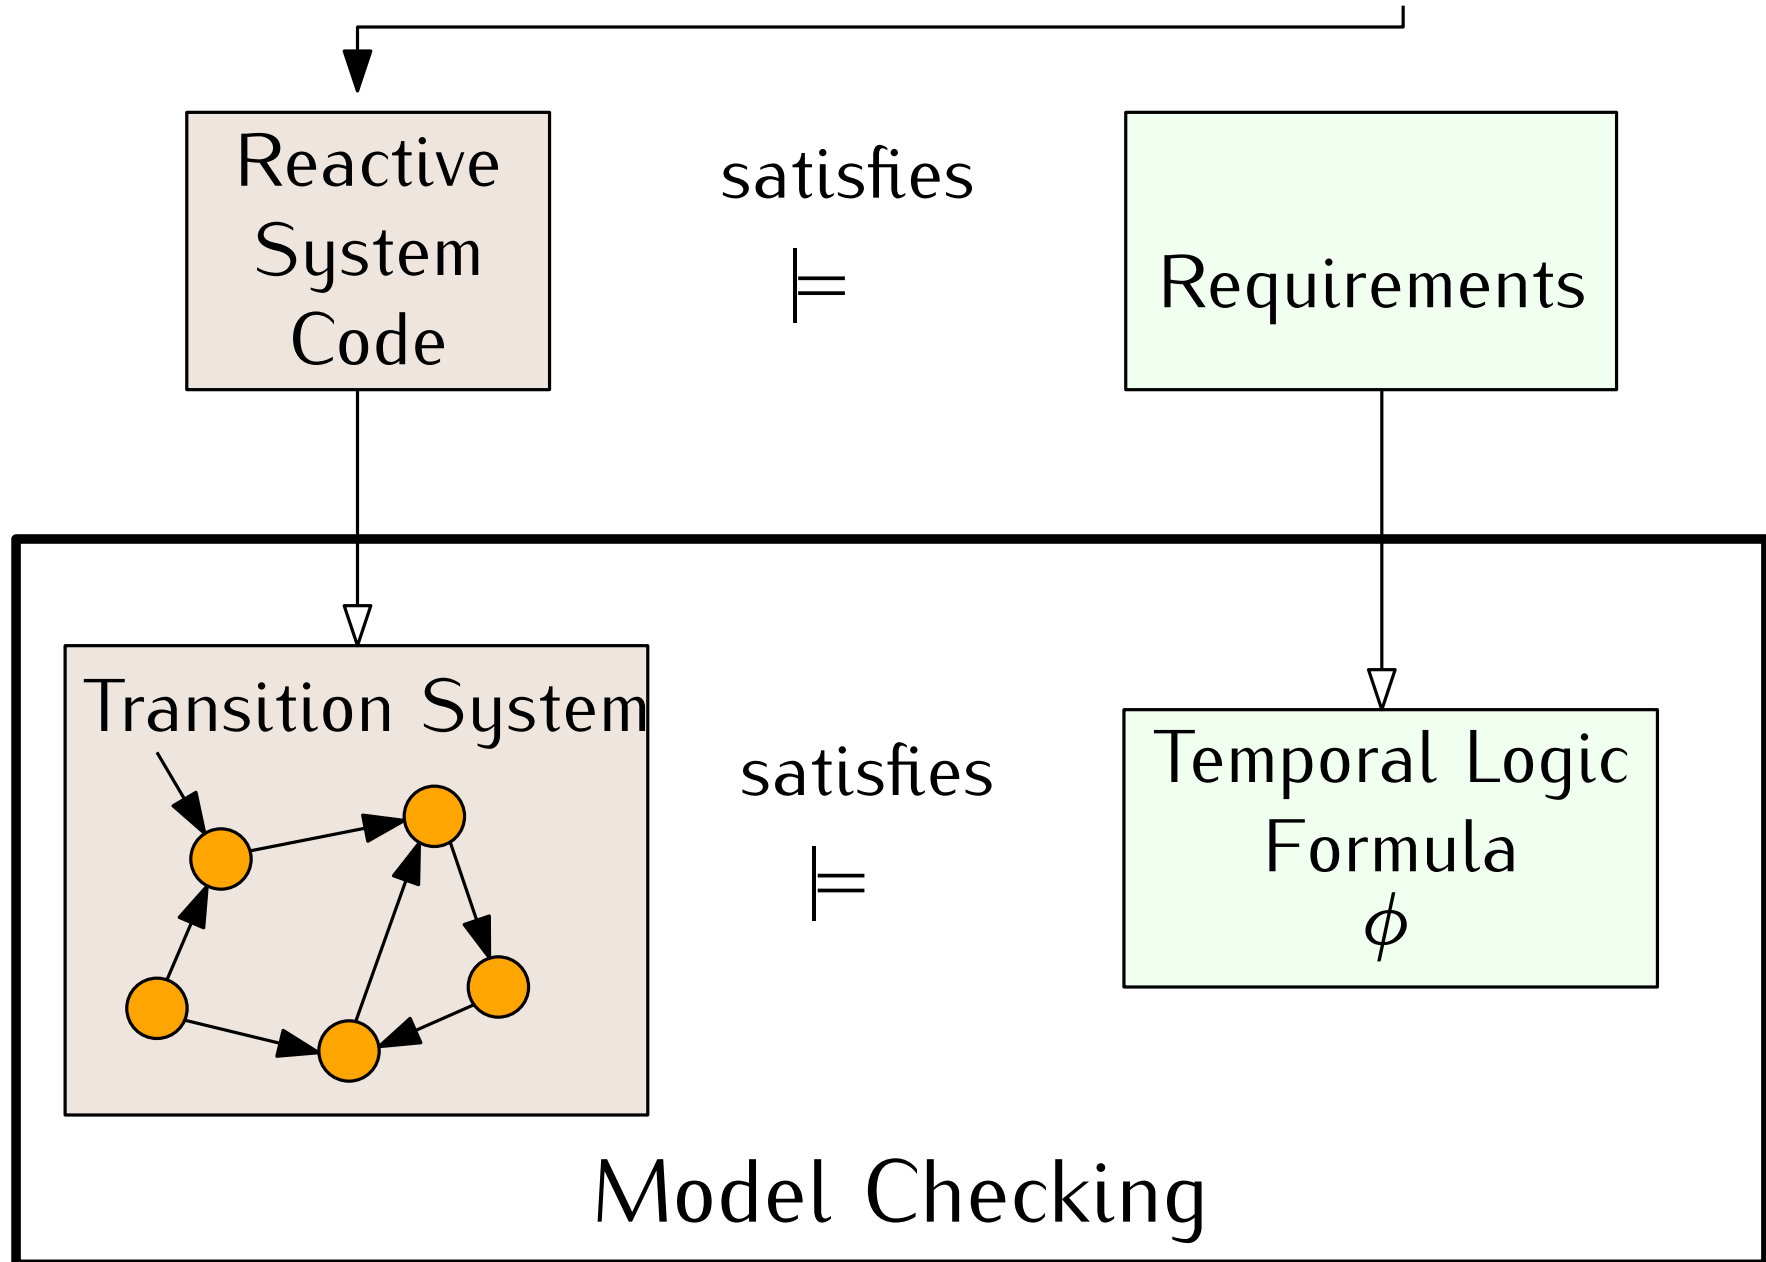 Reactive
System
Code
satisfies
⊨
Requirements
Transition System
satisfies
⊨
Temporal Logic
Formula
ϕ
Model Checking